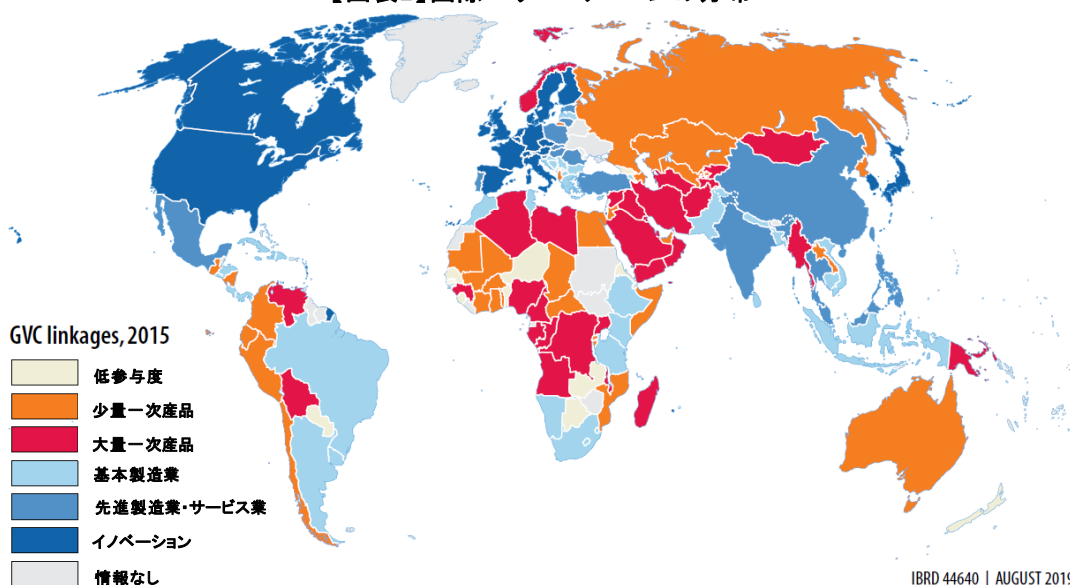 GVC linkages, 2015
低参与度
少量一次産品
大量一次産品
基本製造業
先進製造業・サービス業
イノベーション
情報なし
IBRD 44640 | AUGUST 2019